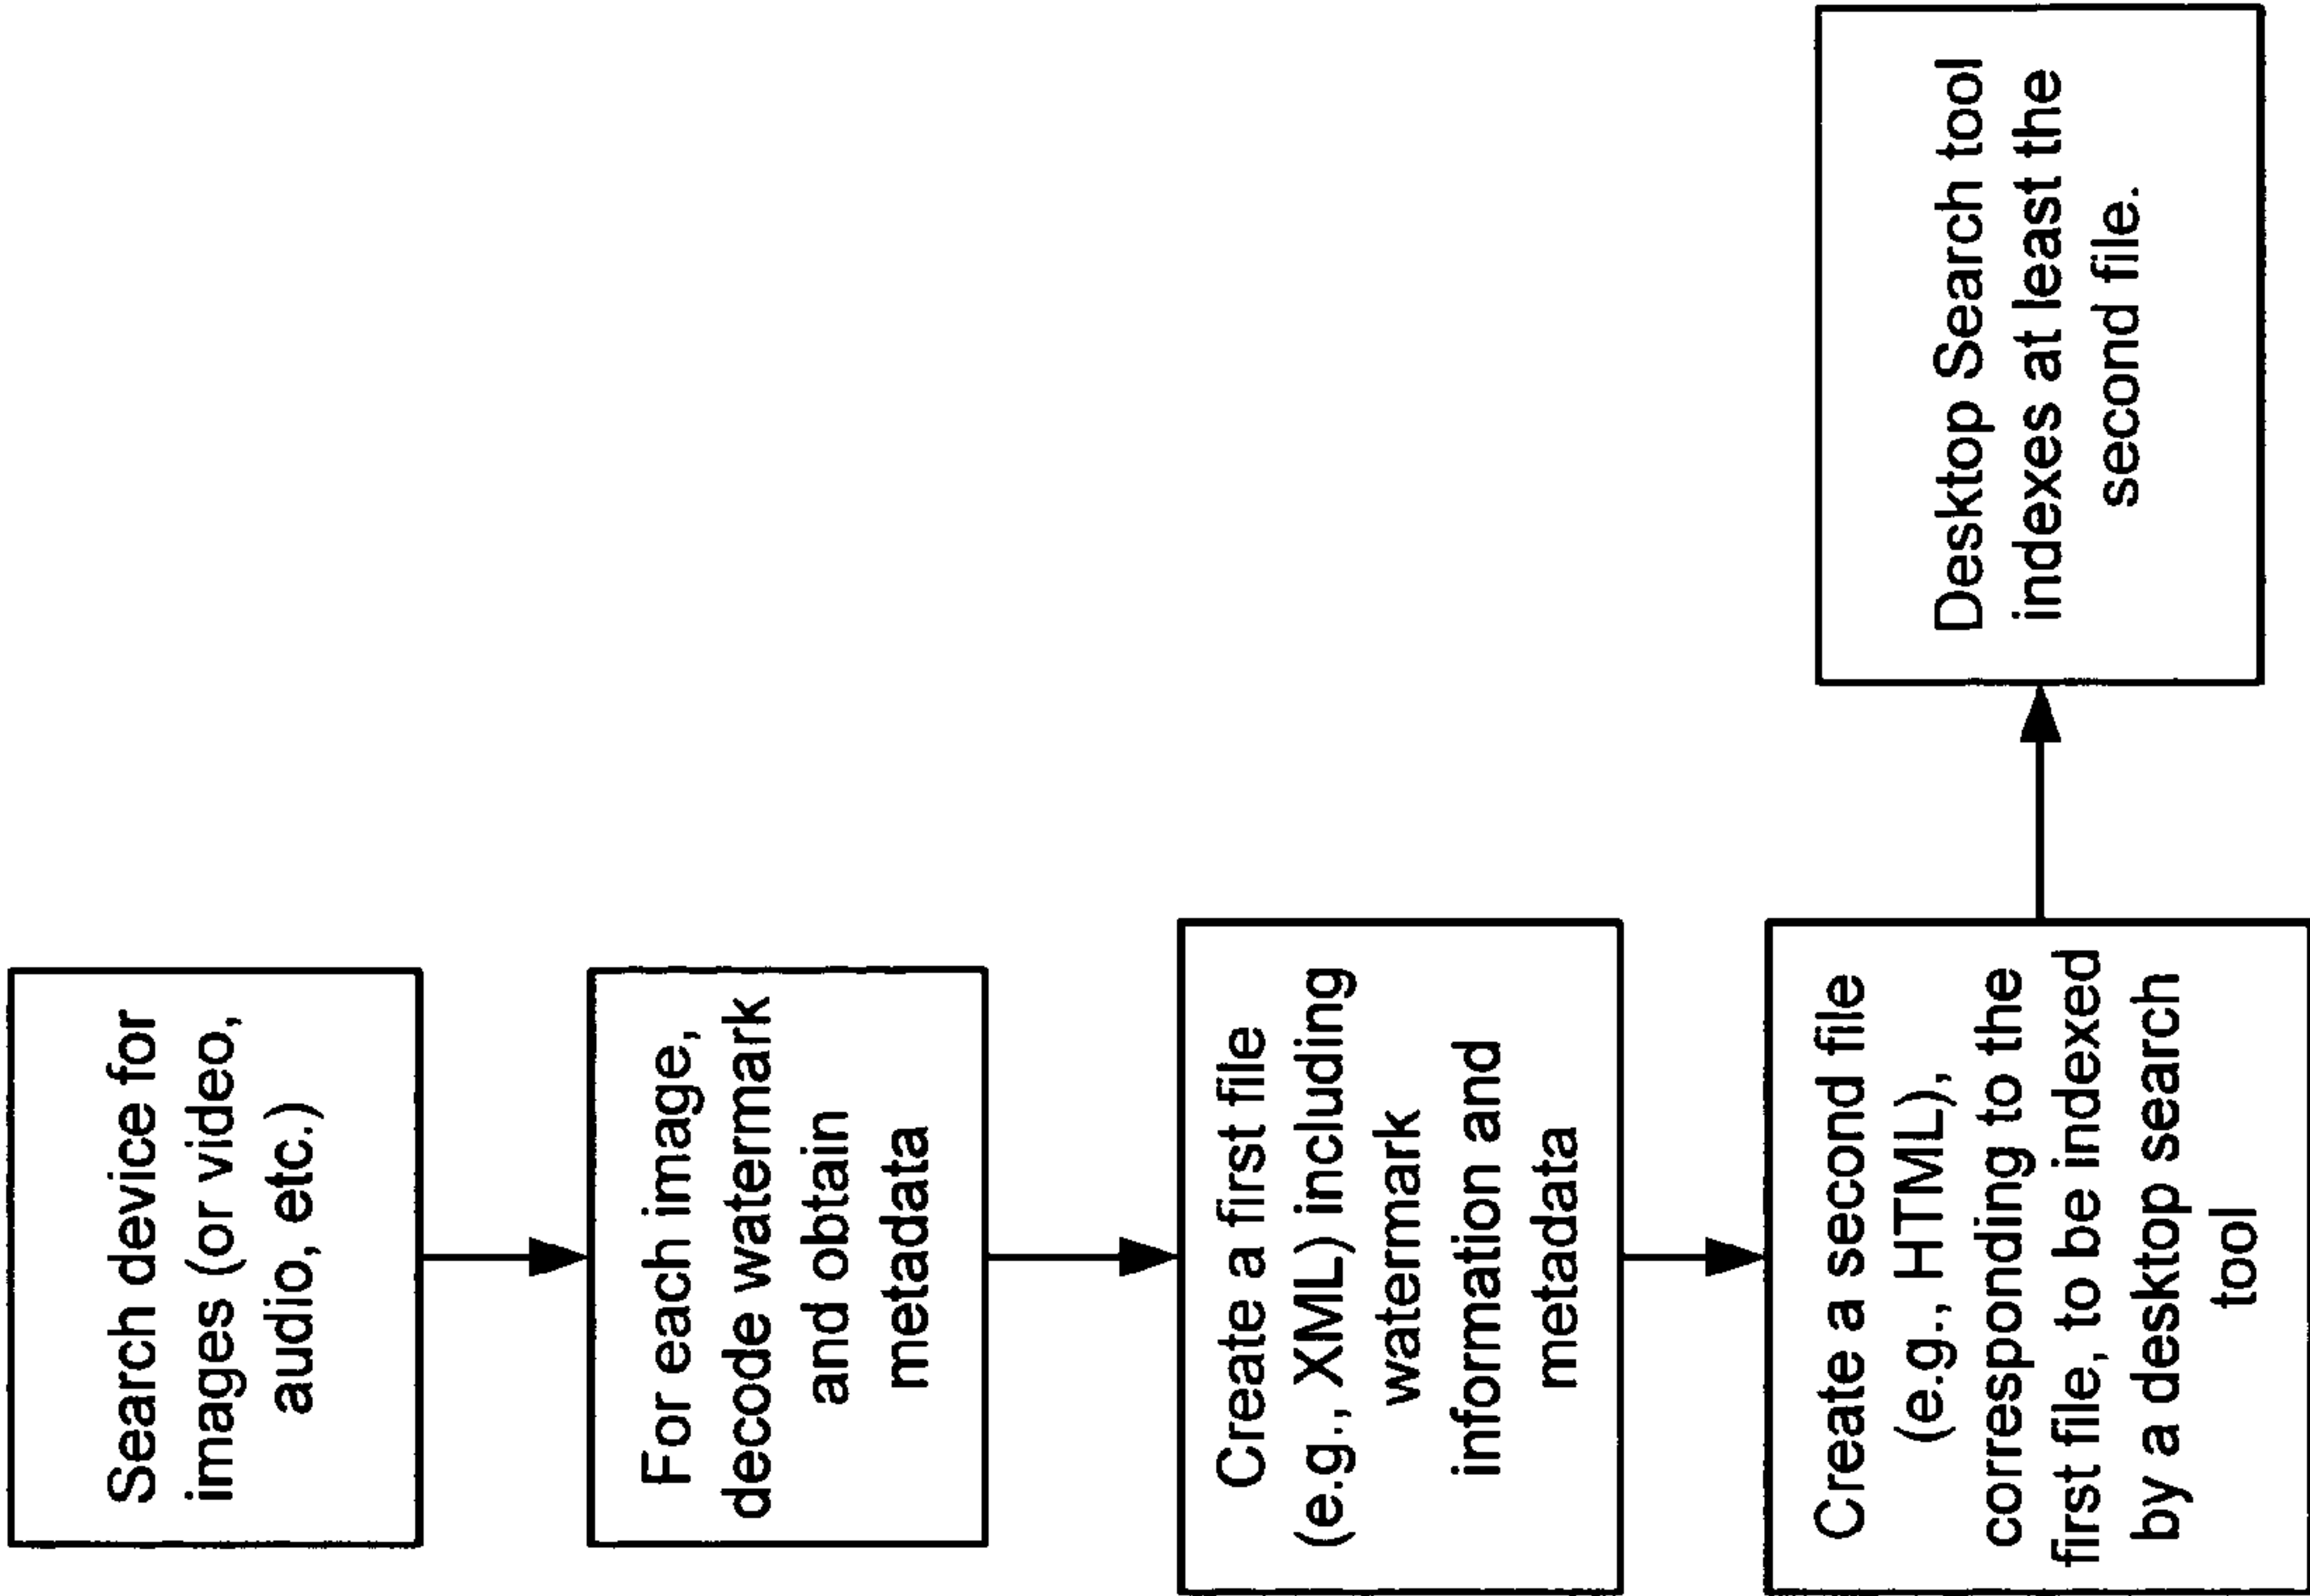 Search device for
images (or video,
audio, etc.)
For each image,
decode watermark
and obtain
metadata
Create a first file
(e.g., XML) including
watermark
information and
metadata
Create a second file
(e.g., HTML),
corresponding to the
first file, to be indexed
by a desktop search
tool
Desktop Search tool
indexes at least the
second file.